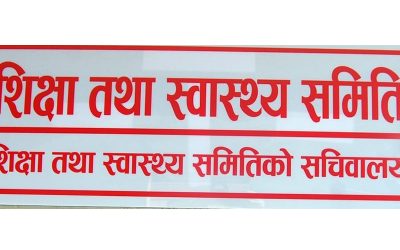 शिक्षा तथा स्वास्थ्य समिति
शिक्षा तथा स्वास्थ्य समितिको सचिवालय